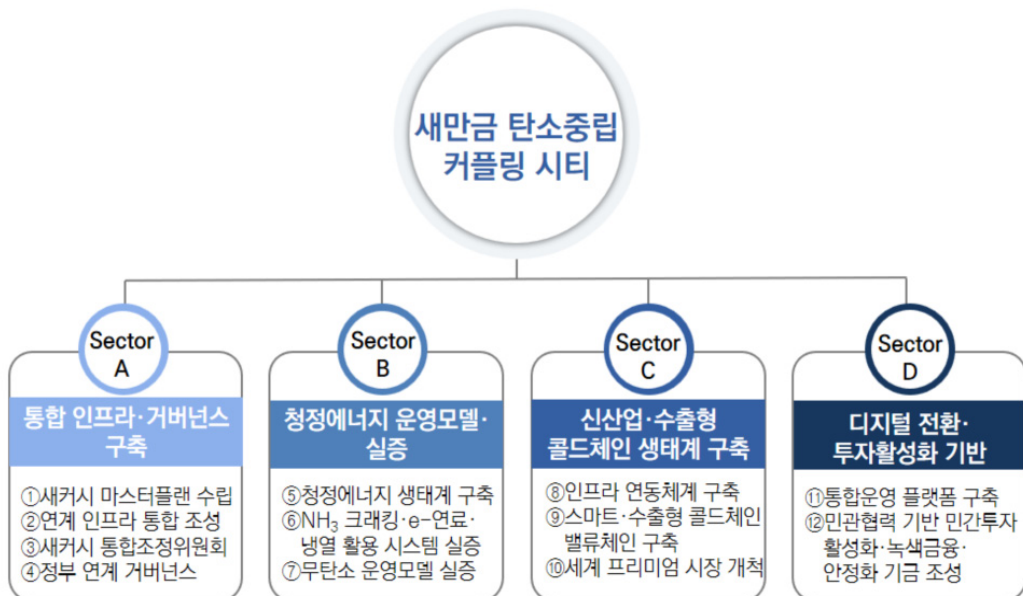 새만금 탄소중립
커플링 시티
Sector
A
통합 인프라·거버넌스
구축
①새커시 마스터플랜 수립
②연계 인프라 통합 조성
③새커시 통합조정위원회
④정부 연계 거버넌스
Sector
B
청정에너지 운영모델·
실증
⑤청정에너지 생태계 구축
⑥NH₃ 크래킹·e-연료·
냉열 활용 시스템 실증
⑦무탄소 운영모델 실증
Sector
C
신산업·수출형
콜드체인 생태계 구축
⑧인프라 연동체계 구축
⑨스마트·수출형 콜드체인
밸류체인 구축
⑩세계 프리미엄 시장 개척
Sector
D
디지털 전환·
투자활성화 기반
⑪통합운영 플랫폼 구축
⑫민관협력 기반 민간투자
활성화·녹색금융·
안정화 기금 조성